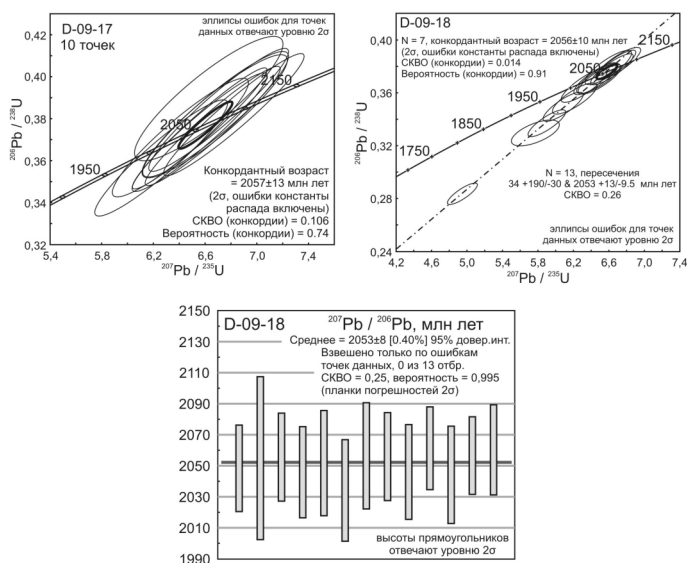 D-09-17
10 точек
эллипсы ошибок для точек
данных отвечают уровню 2σ
0,42
0,40
0,38
0,36
0,34
0,32
²⁰⁶Pb / ²³⁸U
1950
2050
2150
Конкордантный возраст
= 2057±13 млн лет
(2σ, ошибки константы
распада включены)
СКВО (конкордии) = 0.106
Вероятность (конкордии) = 0.74
5,4 5,8 6,2 6,6 7,0 7,4
²⁰⁷Pb / ²³⁵U
D-09-18
N = 7, конкордантный возраст = 2056±10 млн лет
(2σ, ошибки константы распада включены)
СКВО (конкордии) = 0.014
Вероятность (конкордии) = 0.91
0,40
0,36
0,32
0,28
0,24
²⁰⁶Pb / ²³⁸U
1750
1850
1950
2050
2150
N = 13, пересечения
34 +190/-30 & 2053 +13/-9.5 млн лет
СКВО = 0.26
эллипсы ошибок для точек
данных отвечают уровню 2σ
4,2 4,6 5,0 5,4 5,8 6,2 6,6 7,0 7,4
²⁰⁷Pb / ²³⁵U
D-09-18 ²⁰⁷Pb / ²⁰⁶Pb, млн лет
Среднее = 2053±8 [0.40%] 95% довер.инт.
Взвешено только по ошибкам
точек данных, 0 из 13 отбр.
СКВО = 0,25, вероятность = 0,995
(планки погрешностей 2σ)
2150
2130
2110
2090
2070
2050
2030
2010
1990
высоты прямоугольников
отвечают уровню 2σ